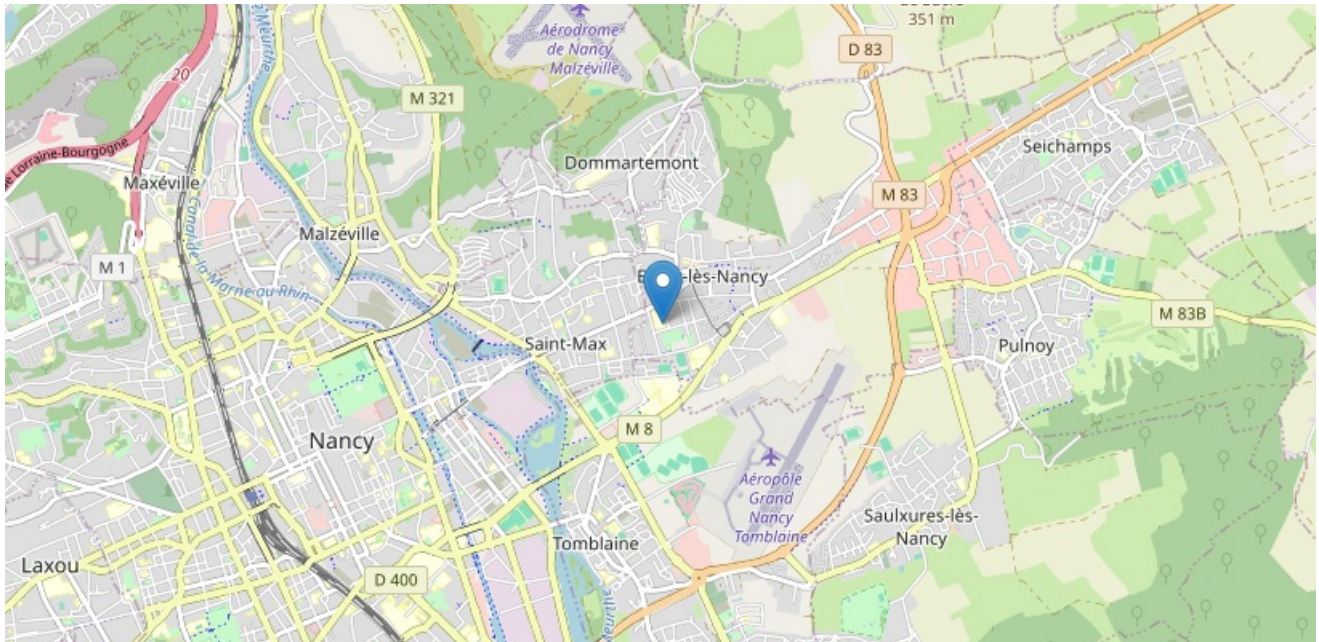 351 m
Aérodrome
de Nancy
Malzéville
D 83
20
M 321
Lorraine-Bourgogne
Maxéville
Dommartemont
Seichamps
M 83
Malzéville
M 1
Canal de la Marne au Rhin
lès-Nancy
M 83B
Saint-Max
Pulnoy
Nancy
M 8
Aéropôle
Grand
Nancy
Tomblaine
Saulxures-lès-
Nancy
Tomblaine
Laxou
D 400